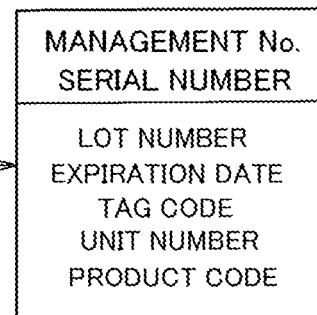 MANAGEMENT No.
SERIAL NUMBER
LOT NUMBER
EXPIRATION DATE
TAG CODE
UNIT NUMBER
PRODUCT CODE